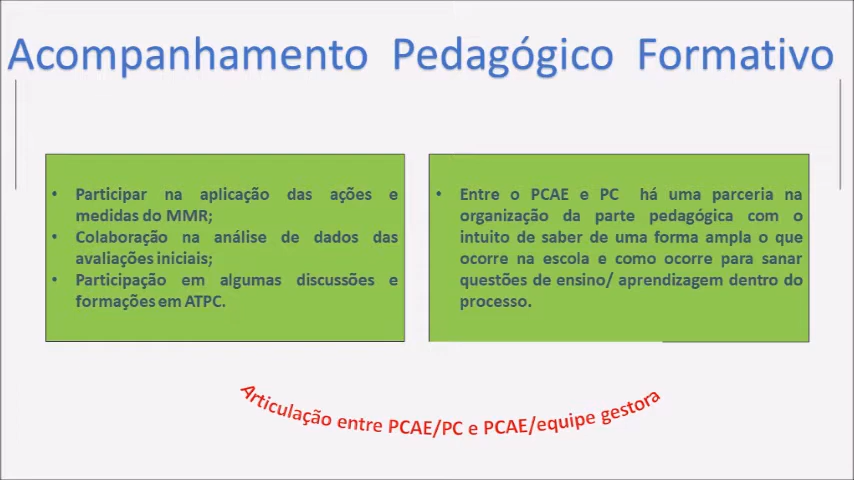 Acompanhamento Pedagógico Formativo
• Participar na aplicação das ações e
medidas do MMR;
• Colaboração na análise de dados das
avaliações iniciais;
• Participação em algumas discussões e
formações em ATPC.
• Entre o PCAE e PC há uma parceria na
organização da parte pedagógica com o
intuito de saber de uma forma ampla o que
ocorre na escola e como ocorre para sanar
questões de ensino/ aprendizagem dentro do
processo.
Articulação entre PCAE/PC e PCAE/equipe gestora